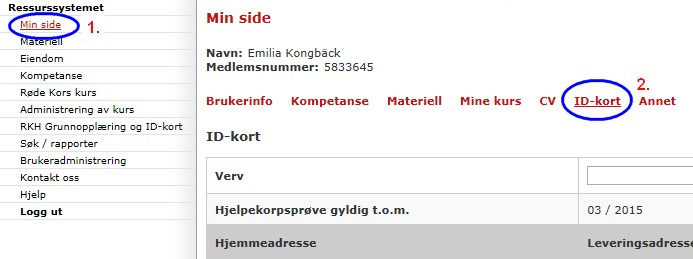 Ressurssystemet
Min side
1.
Materiell
Eiendom
Kompetanse
Røde Kors kurs
Administrering av kurs
RKH Grunnopplæring og ID-kort
Søk / rapporter
Brukeradministrering
Kontakt oss
Hjelp
Logg ut
Min side
Navn: Emilia Kongbäck
Medlemsnummer: 5833645
2.
Brukerinfo Kompetanse Materiell Mine kurs CV ID-kort Annet
ID-kort
Verv
Hjelpekorpsprøve gyldig t.o.m. 03 / 2015
Hjemmeadresse Leveringsadresse